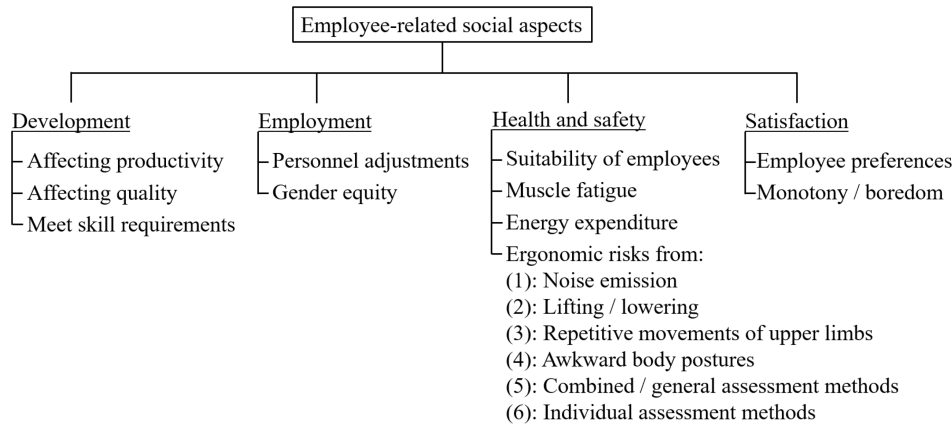 Employee-related social aspects
Development
Affecting productivity
Affecting quality
Meet skill requirements
Employment
Personnel adjustments
Gender equity
Health and safety
Suitability of employees
Muscle fatigue
Energy expenditure
Ergonomic risks from:
(1): Noise emission
(2): Lifting / lowering
(3): Repetitive movements of upper limbs
(4): Awkward body postures
(5): Combined / general assessment methods
(6): Individual assessment methods
Satisfaction
Employee preferences
Monotony / boredom